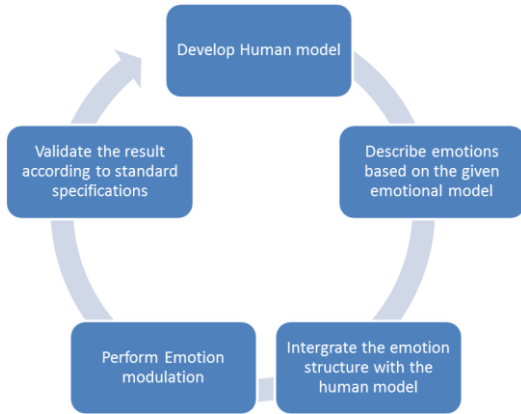 Develop Human model
Describe emotions
based on the given
emotional model
Intergrate the emotion
structure with the
human model
Perform Emotion
modulation
Validate the result
according to standard
specifications